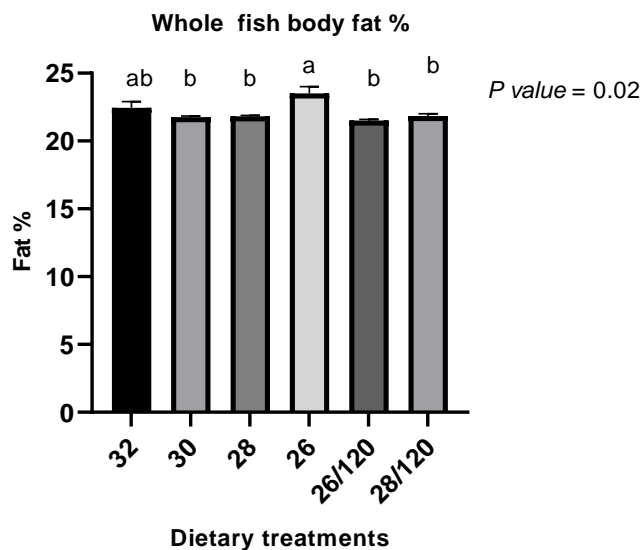 Whole fish body fat %
ab b b a b b
P value = 0.02
25
20
15
10
5
0
Fat %
32 30 28 26 26/120 28/120
Dietary treatments